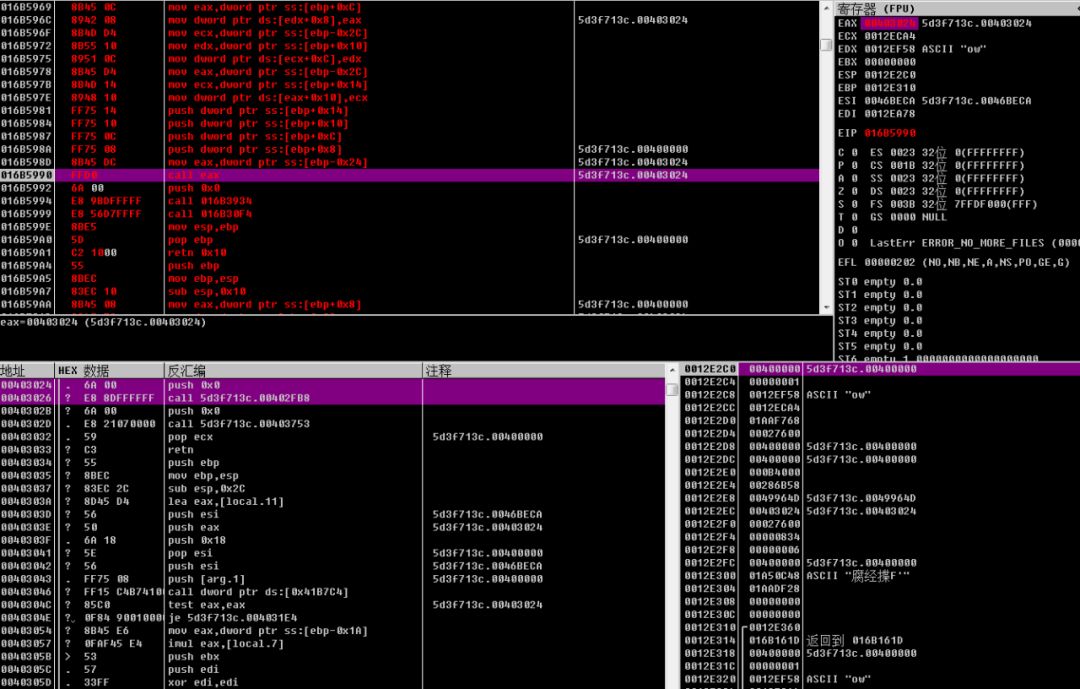 016B5969 8B45 0C mov eax,dword ptr ss:[ebp+0xC]
016B596C 8942 08 mov dword ptr ds:[edx+0x8],eax 5d3f713c.00403024
016B596F 8B4D D4 mov ecx,dword ptr ss:[ebp-0x2C]
016B5972 8B55 10 mov edx,dword ptr ss:[ebp+0x10]
016B5975 8951 0C mov dword ptr ds:[ecx+0xC],edx
016B5978 8B45 D4 mov eax,dword ptr ss:[ebp-0x2C]
016B597B 8B4D 14 mov ecx,dword ptr ss:[ebp+0x14]
016B597E 8948 10 mov dword ptr ds:[eax+0x10],ecx
016B5981 FF75 14 push dword ptr ss:[ebp+0x14]
016B5984 FF75 10 push dword ptr ss:[ebp+0x10]
016B5987 FF75 0C push dword ptr ss:[ebp+0xC]
016B598A FF75 08 push dword ptr ss:[ebp+0x8] 5d3f713c.00400000
016B598D 8B45 DC mov eax,dword ptr ss:[ebp-0x24] 5d3f713c.00403024
016B5990 FFD0 call eax 5d3f713c.00403024
016B5992 6A 00 push 0x0
016B5994 E8 9BDFFFFF call 016B3934
016B5999 E8 56D7FFFF call 016B30F4
016B599E 8BE5 mov esp,ebp
016B59A0 5D pop ebp 5d3f713c.00400000
016B59A1 C2 1000 retn 0x10
016B59A4 55 push ebp
016B59A5 8BEC mov ebp,esp
016B59A7 83EC 10 sub esp,0x10
016B59AA 8B45 08 mov eax,dword ptr ss:[ebp+0x8] 5d3f713c.00400000
eax=00403024 (5d3f713c.00403024)
寄存器 (FPU)
EAX 00403024 5d3f713c.00403024
ECX 0012ECA4
EDX 0012EF58 ASCII "ow"
EBX 00000000
ESP 0012E2C0
EBP 0012E310
ESI 0046BECA 5d3f713c.0046BECA
EDI 0012EA78
EIP 016B5990
C 0 ES 0023 32位 0(FFFFFFFF)
P 0 CS 001B 32位 0(FFFFFFFF)
A 0 SS 0023 32位 0(FFFFFFFF)
Z 0 DS 0023 32位 0(FFFFFFFF)
S 0 FS 003B 32位 7FFDF000(FFF)
T 0 GS 0000 NULL
D 0
O 0 LastErr ERROR_NO_MORE_FILES (0000
EFL 00000202 (NO,NB,NE,A,NS,PO,GE,G)
ST0 empty 0.0
ST1 empty 0.0
ST2 empty 0.0
ST3 empty 0.0
ST4 empty 0.0
ST5 empty 0.0
地址 HEX 数据 反汇编 注释
00403024 . 6A 00 push 0x0
00403026 ? E8 8DFFFFFF call 5d3f713c.00402FB8
0040302B ? 6A 00 push 0x0
0040302D . E8 21070000 call 5d3f713c.00403753
00403032 . 59 pop ecx 5d3f713c.00400000
00403033 ? C3 retn
00403034 ? 55 push ebp
00403035 ? 8BEC mov ebp,esp
00403037 ? 83EC 2C sub esp,0x2C
0040303A ? 8D45 D4 lea eax,[local.11]
0040303D ? 56 push esi 5d3f713c.0046BECA
0040303E ? 50 push eax 5d3f713c.00403024
0040303F . 6A 18 push 0x18
00403041 ? 5E pop esi 5d3f713c.00400000
00403042 ? 56 push esi 5d3f713c.0046BECA
00403043 . FF75 08 push [arg.1] 5d3f713c.00400000
00403046 ? FF15 C4B74100 call dword ptr ds:[0x41B7C4]
0040304C ? 85C0 test eax,eax 5d3f713c.00403024
0040304E ? 0F84 90010000 je 5d3f713c.004031E4
00403054 ? 8B45 E6 mov eax,dword ptr ss:[ebp-0x1A]
00403057 ? 0FAF45 E4 imul eax,[local.7]
0040305B > 53 push ebx
0040305C . 57 push edi
0040305D . 33FF xor edi,edi
0012E2C0 00400000 5d3f713c.00400000
0012E2C4 00000001
0012E2C8 0012EF58 ASCII "ow"
0012E2CC 0012ECA4
0012E2D0 01AAF768
0012E2D4 00027600
0012E2D8 00400000 5d3f713c.00400000
0012E2DC 00400000 5d3f713c.00400000
0012E2E0 000B4000
0012E2E4 00286B58
0012E2E8 0049964D 5d3f713c.0049964D
0012E2EC 00403024 5d3f713c.00403024
0012E2F0 00027600
0012E2F4 00000834
0012E2F8 00000006
0012E2FC 00400000 5d3f713c.00400000
0012E300 01A50C48 ASCII
0012E304 01AADF28
0012E308 00000000
0012E30C 00000000
0012E310 0012E360
0012E314 016B161D 返回到 016B161D
0012E318 00400000 5d3f713c.00400000
0012E31C 00000001
0012E320 0012EF58 ASCII "ow"